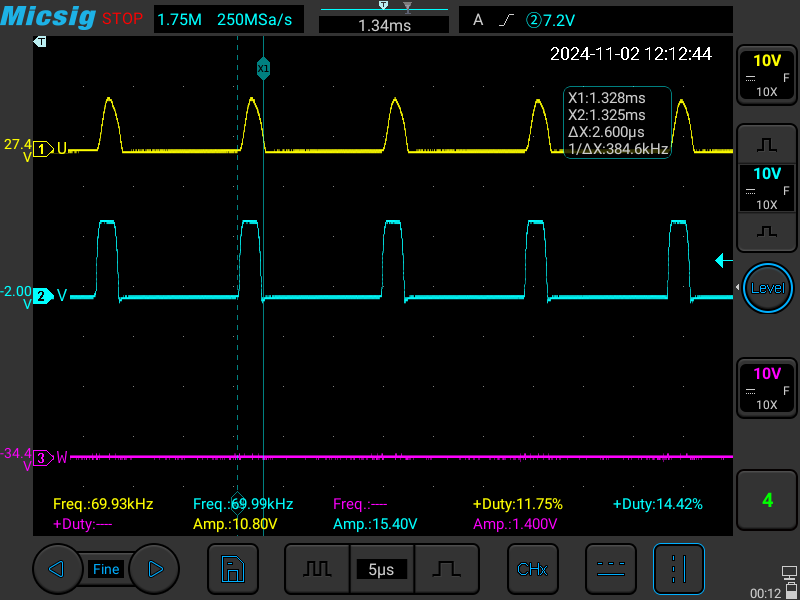 Micsig STOP 1.75M 250MSa/s T 1.34ms A ②7.2V
T
2024-11-02 12:12:44
10V
F
10X
X1
X1:1.328ms
X2:1.325ms
ΔX:2.600μs
1/ΔX:384.6kHz
27.4
V
1 U
10V
F
10X
-2.00
V
2 V
Level
10V
F
10X
-34.4
V
3 W
Freq.:69.93kHz Freq.:69.99kHz Freq.:---- +Duty:11.75% +Duty:14.42%
+Duty:---- Amp.:10.80V Amp.:15.40V Amp.:1.400V
4
Fine 5μs CHx
00:12